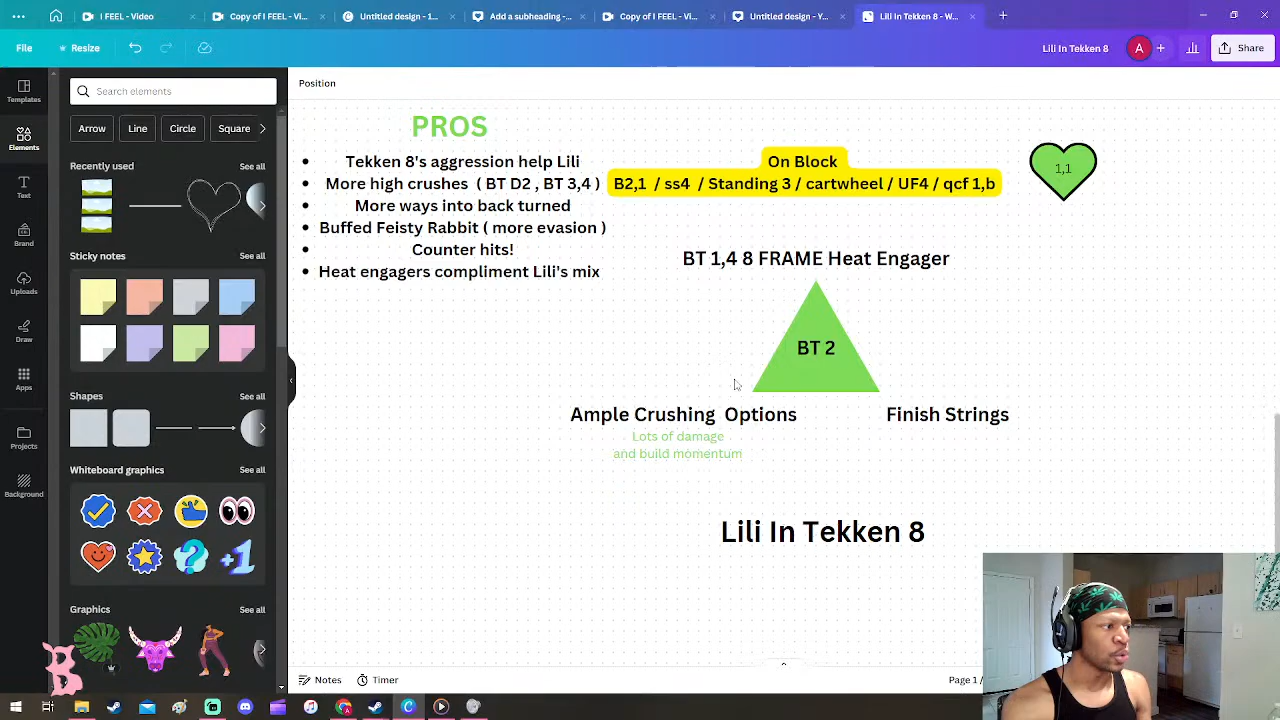 I FEEL - Video
Copy of I FEEL - ...
Untitled design - 1...
Add a subheading -...
Copy of I FEEL - Video
Untitled design - Y...
Lili In Tekken 8 - W...
File
Resize
Lili In Tekken 8
A
Share
Templates
Elements
Text
Brand
Uploads
Draw
Apps
Projects
Background
Search elements
Arrow
Line
Circle
Square
Recently used
See all
Sticky notes
See all
Shapes
See all
Whiteboard graphics
See all
+1
Graphics
See all
Position
PROS
Tekken 8's aggression help Lili
More high crushes ( BT D2 , BT 3,4 )
More ways into back turned
Buffed Feisty Rabbit ( more evasion )
Counter hits!
Heat engagers compliment Lili's mix
On Block
B2,1 / ss4 / Standing 3 / cartwheel / UF4 / qcf 1,b
1,1
BT 1,4 8 FRAME Heat Engager
BT 2
Ample Crushing Options
Lots of damage
and build momentum
Finish Strings
Lili In Tekken 8
Notes
Timer
Page 1 /